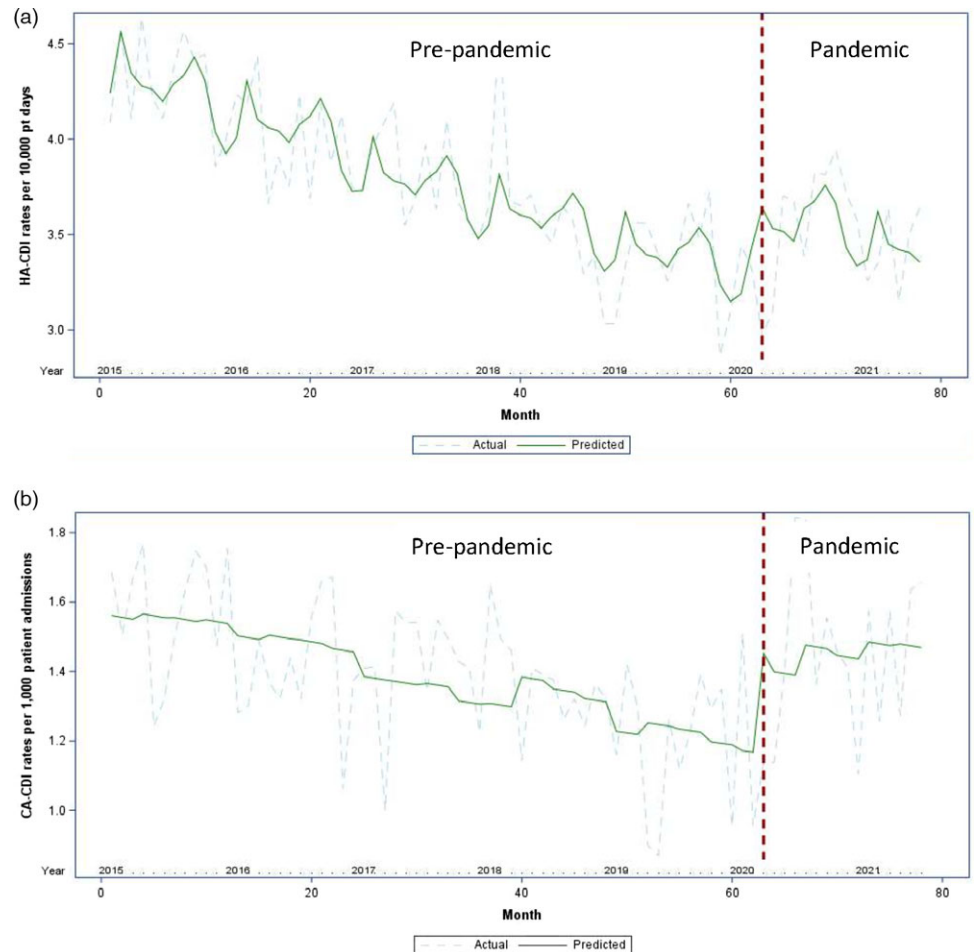 (a)
Pre-pandemic Pandemic
4.5
4.0
3.5
3.0
HA-CDI rates per 10,000 pt days
Year 2015 2016 2017 2018 2019 2020 2021
0 20 40 60 80
Month
Actual Predicted
(b)
Pre-pandemic Pandemic
1.8
1.6
1.4
1.2
1.0
CA-CDI rates per 1,000 patient admissions
Year 2015 2016 2017 2018 2019 2020 2021
0 20 40 60 80
Month
Actual Predicted